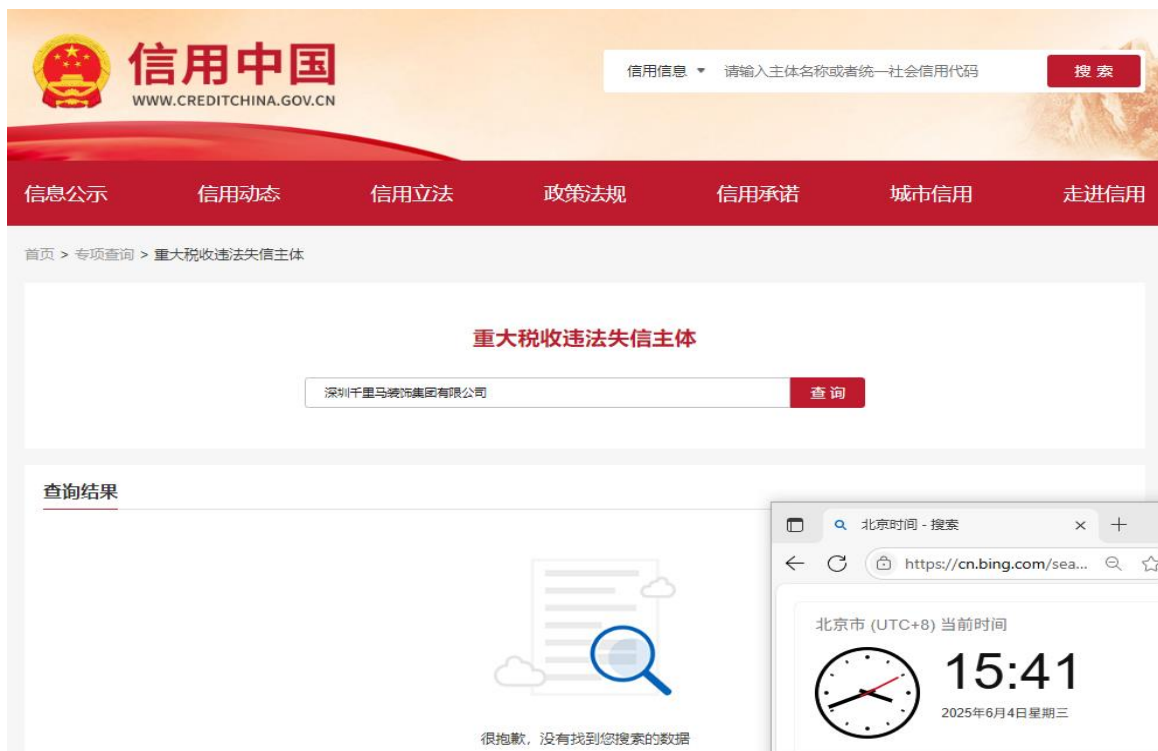 信用中国
WWW.CREDITCHINA.GOV.CN
信用信息 请输入主体名称或者统一社会信用代码 搜索
信息公示 信用动态 信用立法 政策法规 信用承诺 城市信用 走进信用
首页 > 专项查询 > 重大税收违法失信主体
重大税收违法失信主体
深圳千里马装饰集团有限公司 查询
查询结果
北京时间 - 搜索
https://cn.bing.com/sea...
北京市 (UTC+8) 当前时间
15:41
2025年6月4日星期三
很抱歉，没有找到您搜索的数据